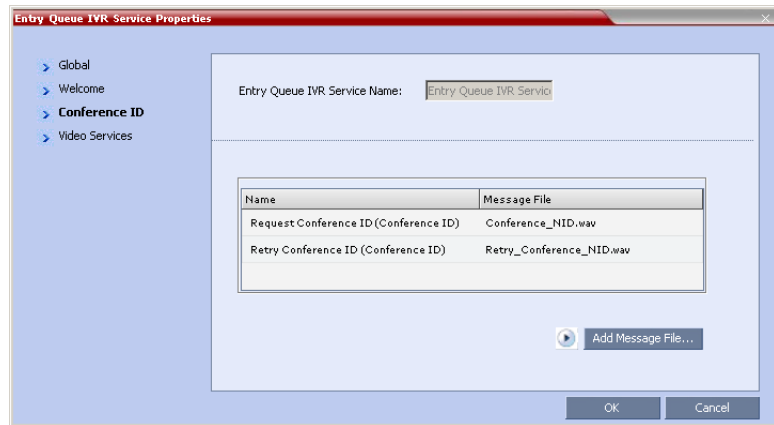 Entry Queue IVR Service Properties
Global
Welcome
Conference ID
Video Services
Entry Queue IVR Service Name: Entry Queue IVR Servic
Name Message File
Request Conference ID (Conference ID) Conference_NID.wav
Retry Conference ID (Conference ID) Retry_Conference_NID.wav
Add Message File...
OK Cancel